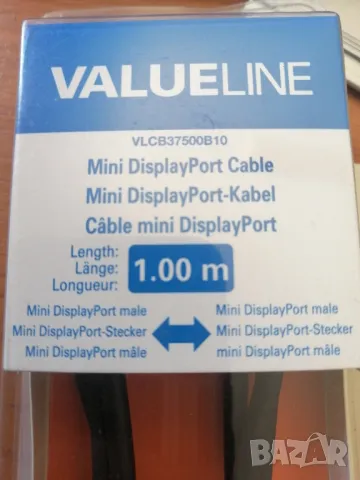 VALUELINE
VLCB37500B10
Mini DisplayPort Cable
Mini DisplayPort-Kabel
Câble mini DisplayPort
Length:
Länge:
Longueur:
1.00 m
Mini DisplayPort male
Mini DisplayPort-Stecker
Mini DisplayPort mâle
Mini DisplayPort male
Mini DisplayPort-Stecker
mini DisplayPort mâle
BAZAR
bg